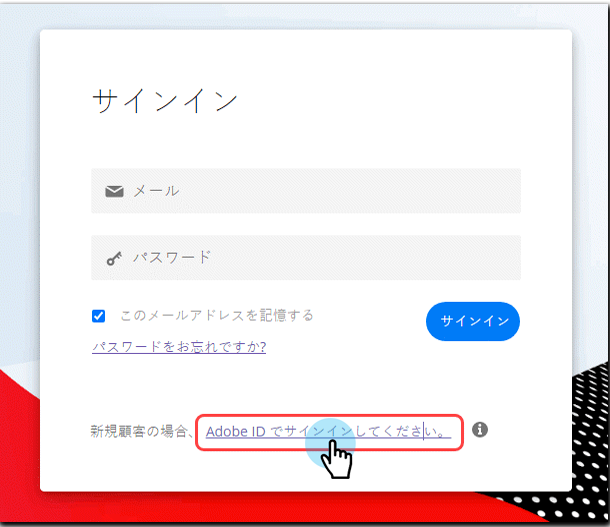 サインイン
メール
パスワード
このメールアドレスを記憶する
サインイン
パスワードをお忘れですか?
新規顧客の場合、Adobe ID でサインインしてください。